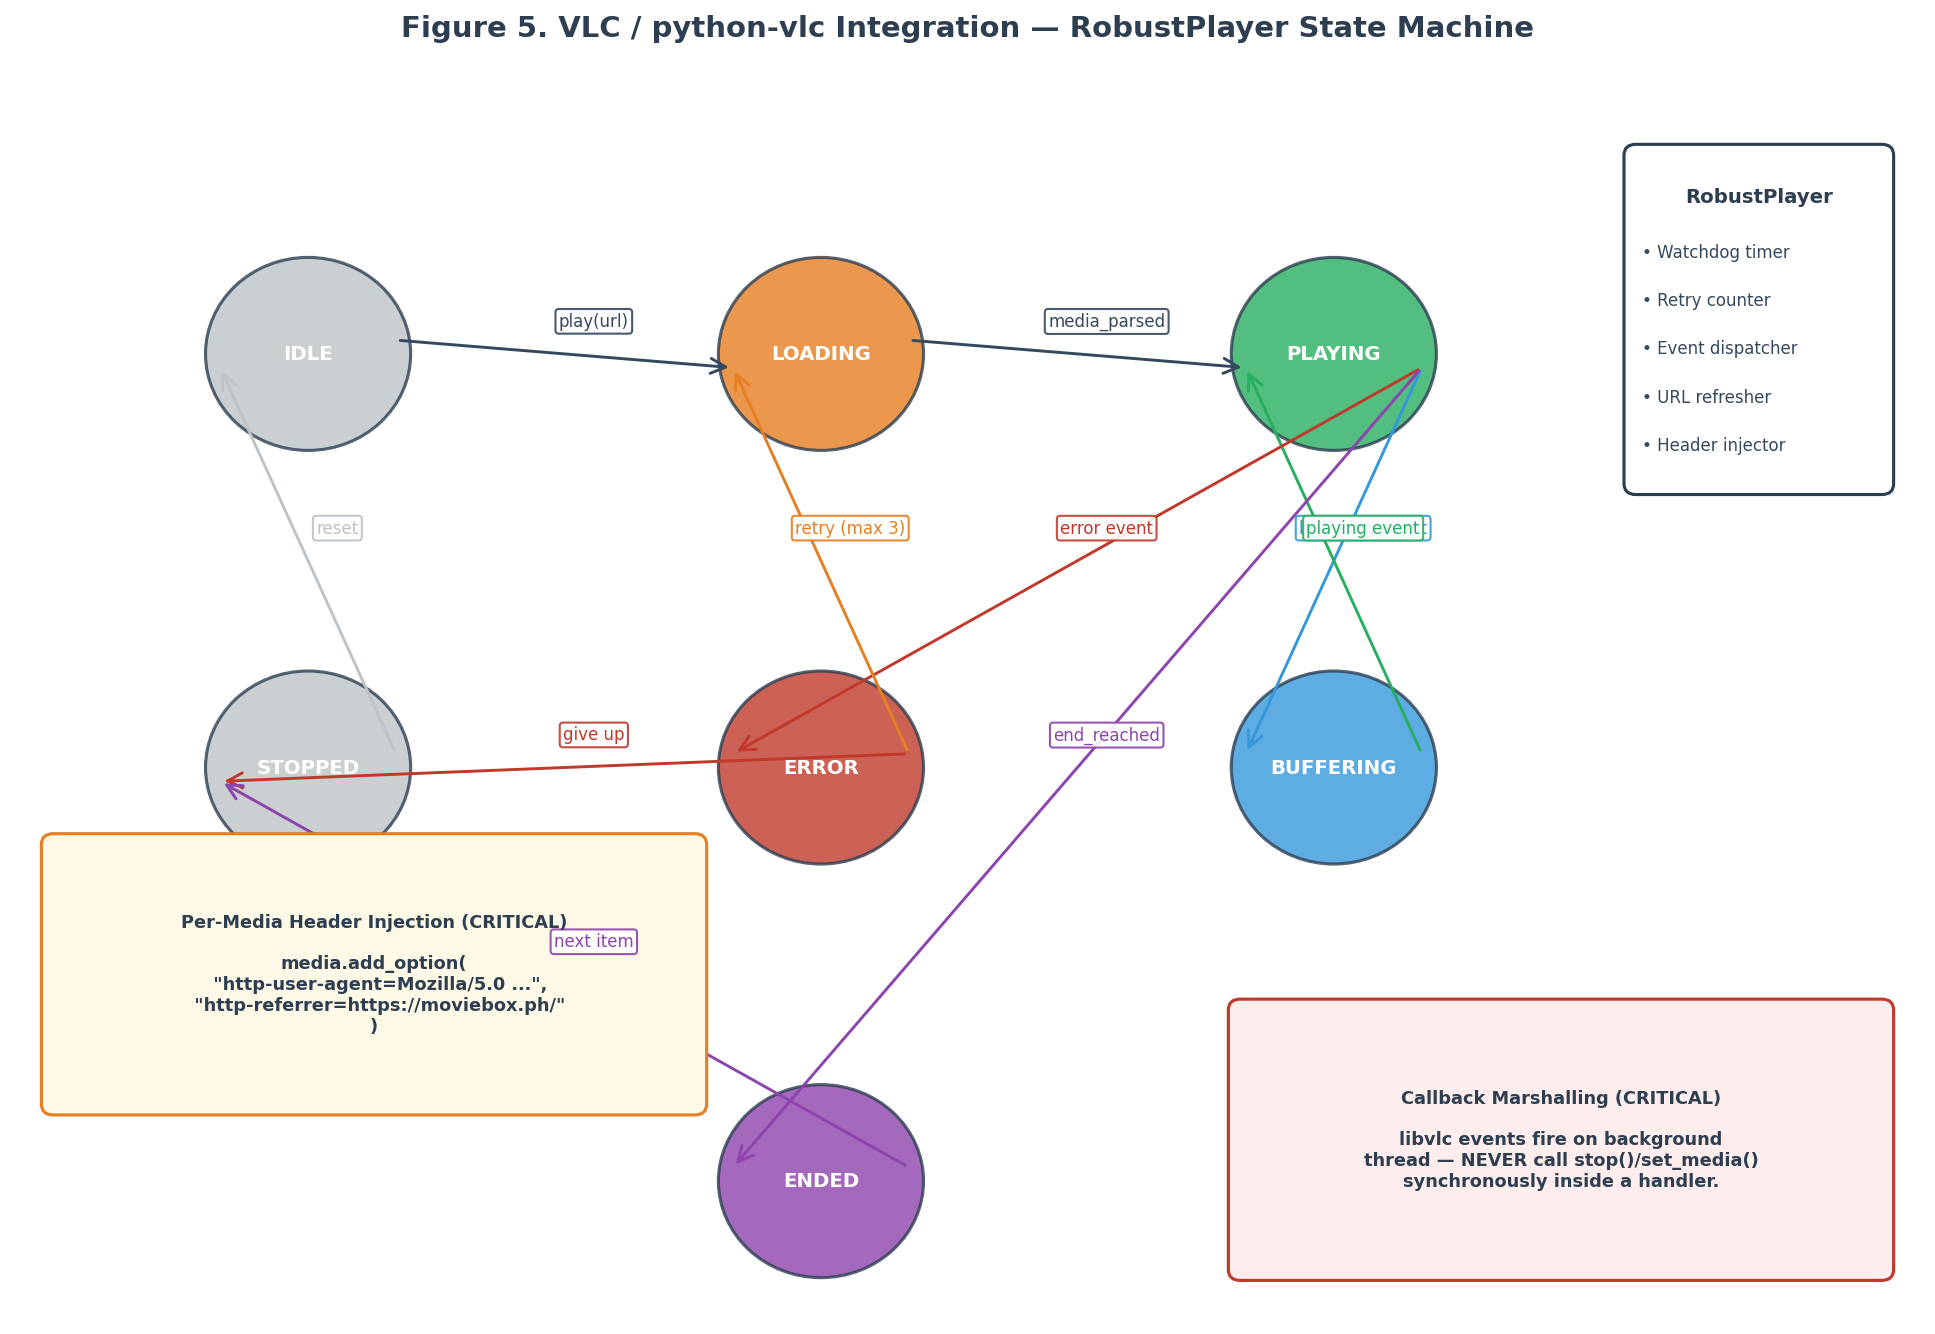 Figure 5. VLC / python-vlc Integration — RobustPlayer State Machine
RobustPlayer
• Watchdog timer
• Retry counter
• Event dispatcher
• URL refresher
• Header injector
play(url)
media_parsed
IDLE
LOADING
PLAYING
reset
retry (max 3)
error event
playing event
give up
end_reached
STOPPED
ERROR
BUFFERING
Per-Media Header Injection (CRITICAL)
next item
media.add_option(
"http-user-agent=Mozilla/5.0 ...",
"http-referrer=https://moviebox.ph/"
)
Callback Marshalling (CRITICAL)
libvlc events fire on background
thread — NEVER call stop()/set_media()
synchronously inside a handler.
ENDED